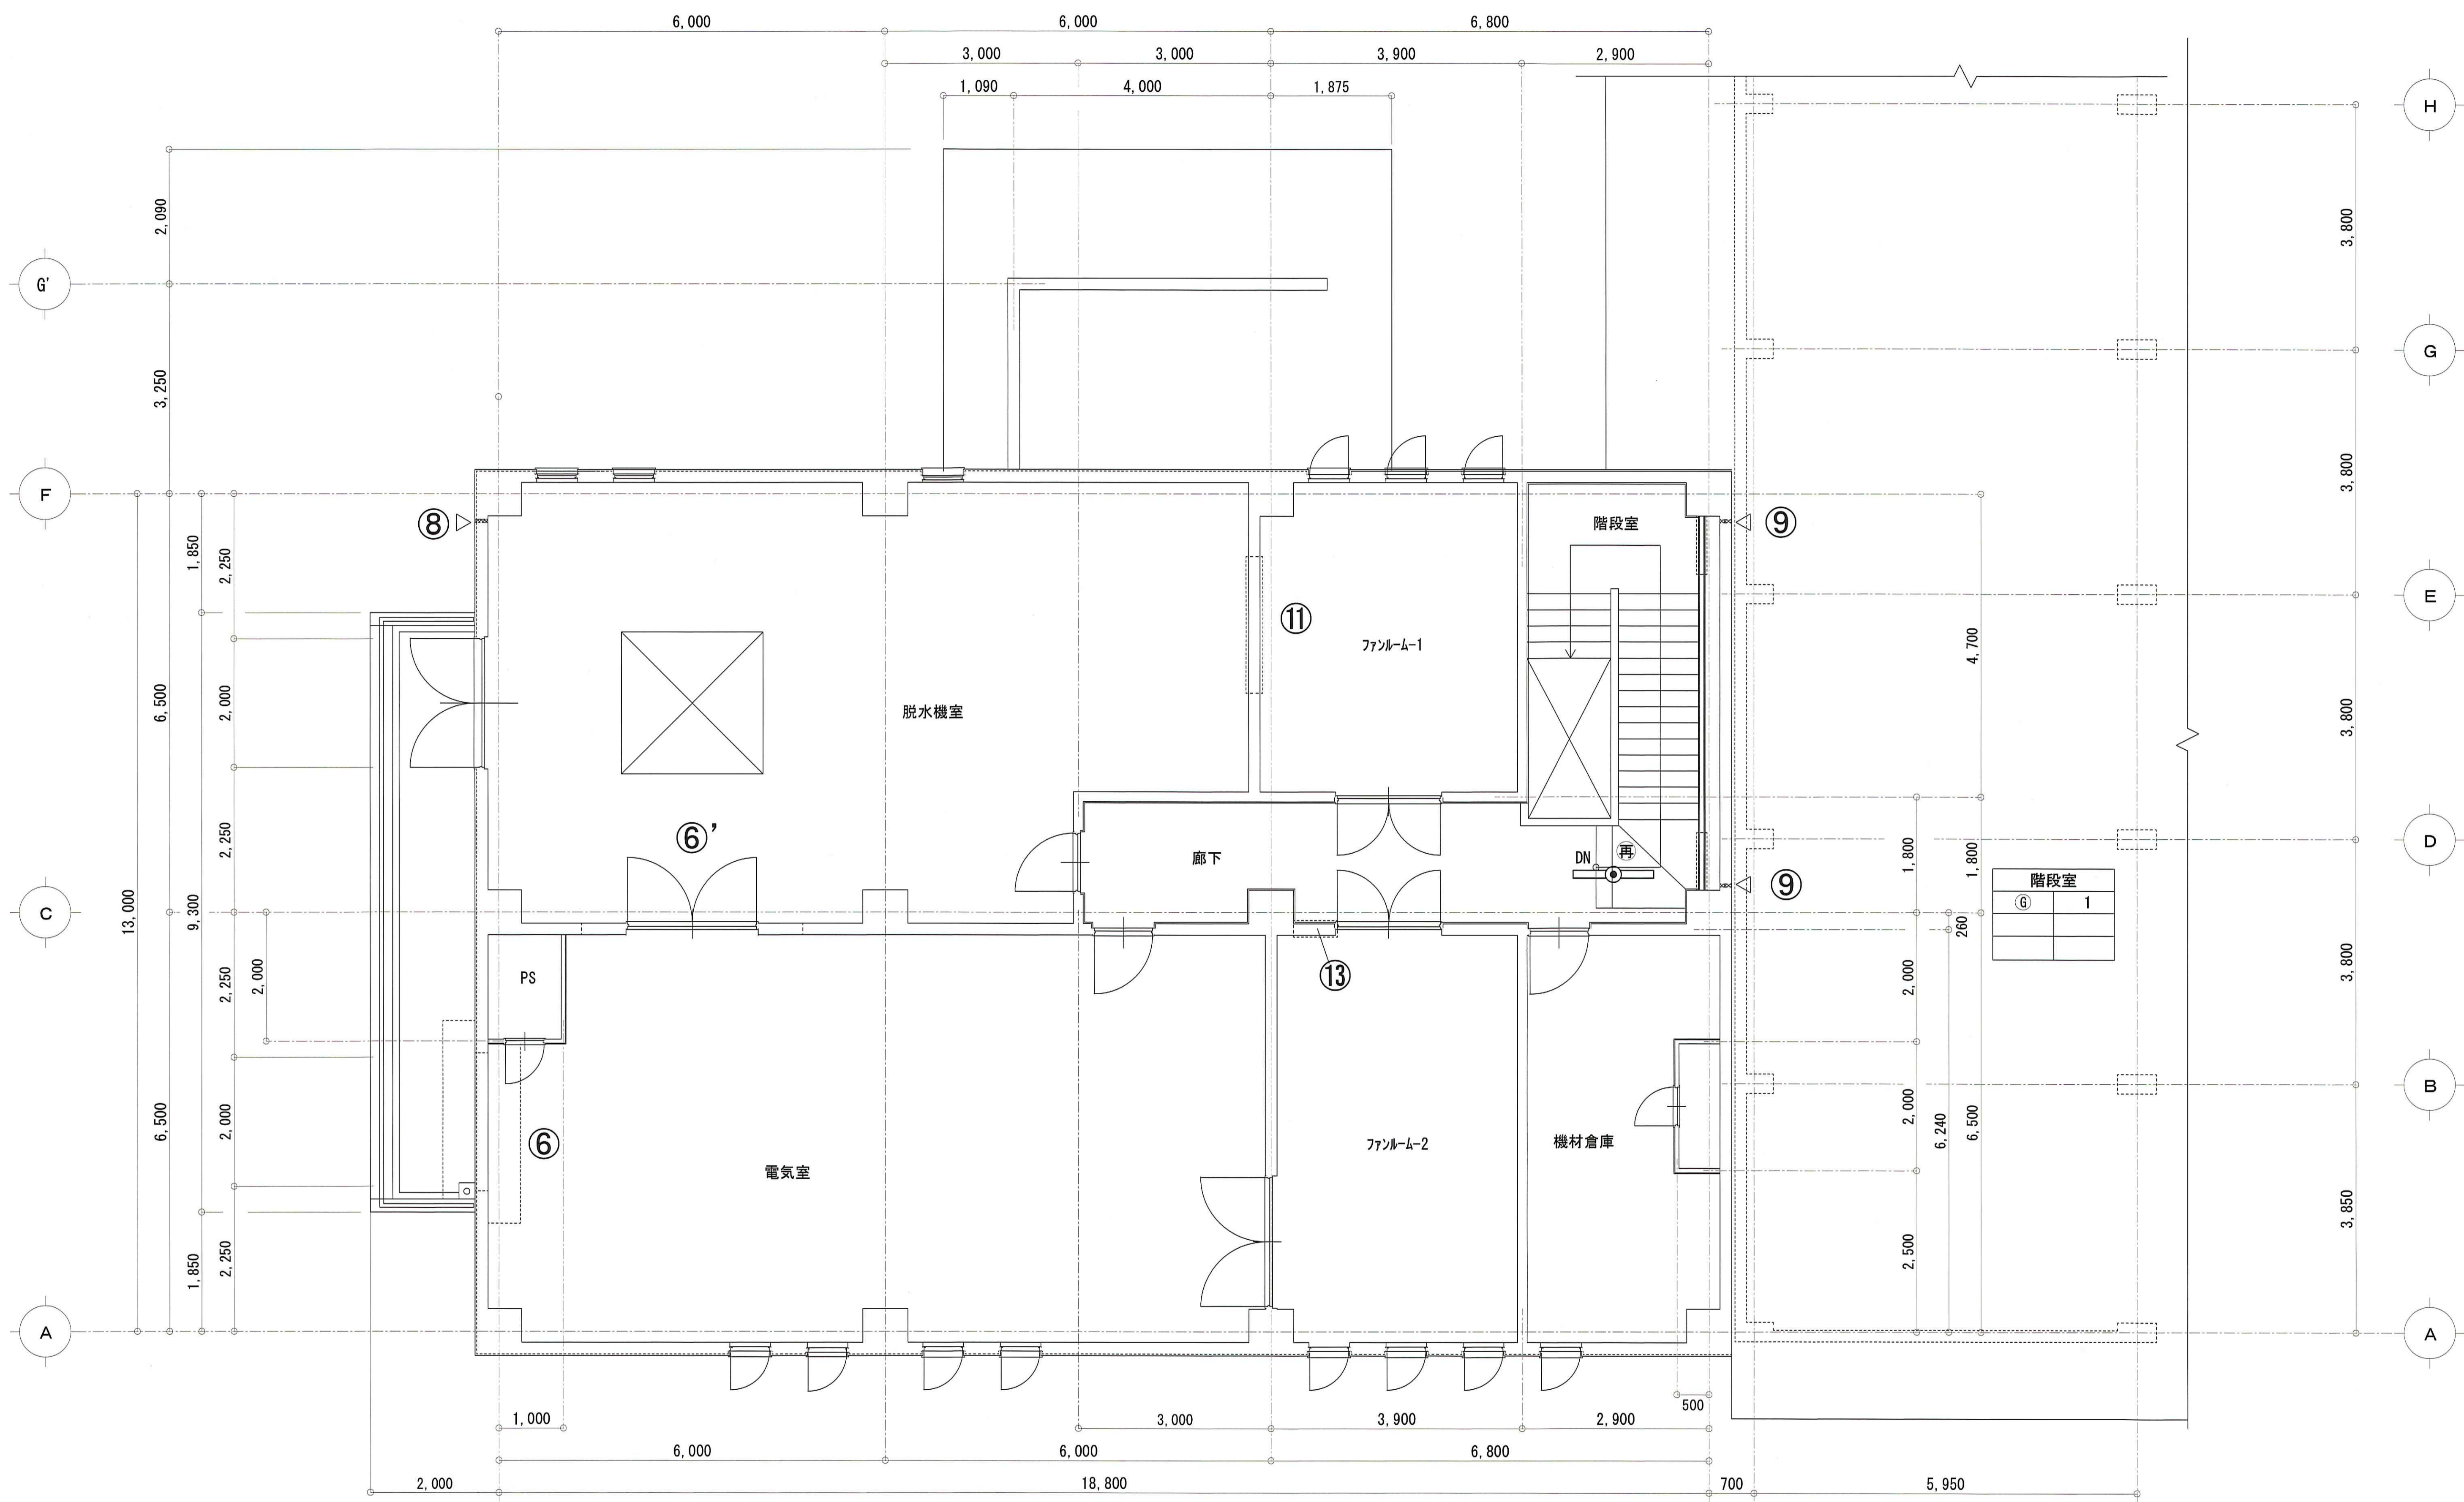 6,000 6,000 6,800
3,000 3,000 3,900 2,900
1,090 4,000 1,875
H
2,090
3,800
G'
G
3,250
3,800
F
⑧
階段室
⑨
1,850
2,250
E
⑪
ファンルーム-1
4,700
6,500
2,000
脱水機室
3,800
⑥’
2,250
廊下
DN
再
1,800
1,800
D
⑨
階段室
Ⓖ 1
C
13,000
9,300
260
2,250
2,000
PS
⑬
2,000
3,800
B
6,500
2,000
⑥
電気室
ファンルーム-2
機材倉庫
2,000
6,240
6,500
1,850
2,250
2,500
3,850
A
A
500
1,000 3,000 3,900 2,900
6,000 6,000 6,800
2,000 18,800 700 5,950